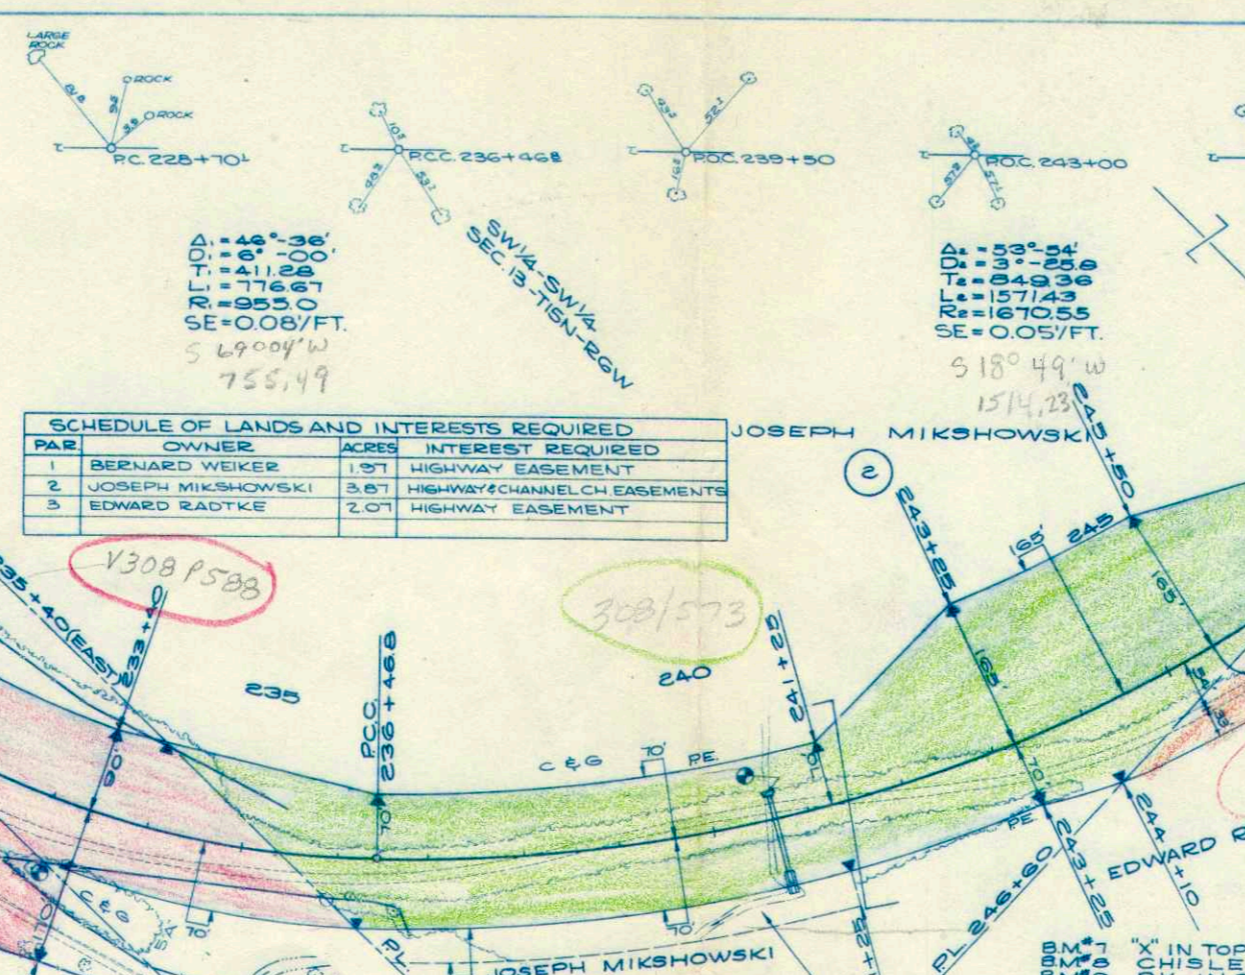 LARGE
ROCK
ROCK
ROCK
P.C. 228+70
P.C.C. 236+468
P.O.C. 239+50
P.O.C. 243+00
Δ₁ = 46°-36'
D₁ = 6°-00'
T₁ = 411.28
L₁ = 776.67
R₁ = 955.0
SE=0.08'/FT.
S 69°04' W
755.49
SW1/4-SW1/4
SEC. 13-T15N-R6W
Δ₂ = 53°-54'
D₂ = 3°-25.8
T₂ = 849.36
L₂ = 1571.43
R₂ = 1670.55
SE = 0.05'/FT.
S 18° 49' W
1514.23
SCHEDULE OF LANDS AND INTERESTS REQUIRED
PAR OWNER ACRES INTEREST REQUIRED
1 BERNARD WEIKER 1.97 HIGHWAY EASEMENT
2 JOSEPH MIKSHOWSKI 3.87 HIGHWAY & CHANNEL CH. EASEMENTS
3 EDWARD RADTKE 2.07 HIGHWAY EASEMENT
JOSEPH MIKSHOWSKI
2
245+50
243+25
165'
245
165'
165'
V308 P588
308/573
235+40(EAST)
233+40
235
P.C.C.
236+46.8
240
241+25
C & G
70'
P.E.
70'
70'
70'
P.E.
243+25
244+10
EDWARD R
P.L. 246+60
C & G
70'
70'
70'
P.L.
JOSEPH MIKSHOWSKI
B.M.#7 "X" IN TOP
B.M.#8 CHISLE